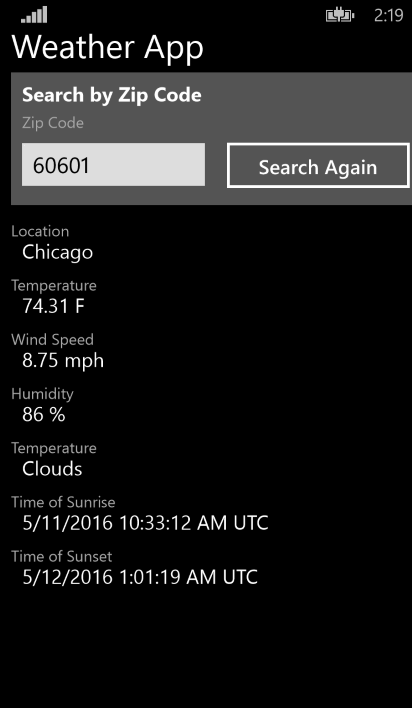 2:19
Weather App
Search by Zip Code
Zip Code
60601
Search Again
Location
Chicago
Temperature
74.31 F
Wind Speed
8.75 mph
Humidity
86 %
Temperature
Clouds
Time of Sunrise
5/11/2016 10:33:12 AM UTC
Time of Sunset
5/12/2016 1:01:19 AM UTC